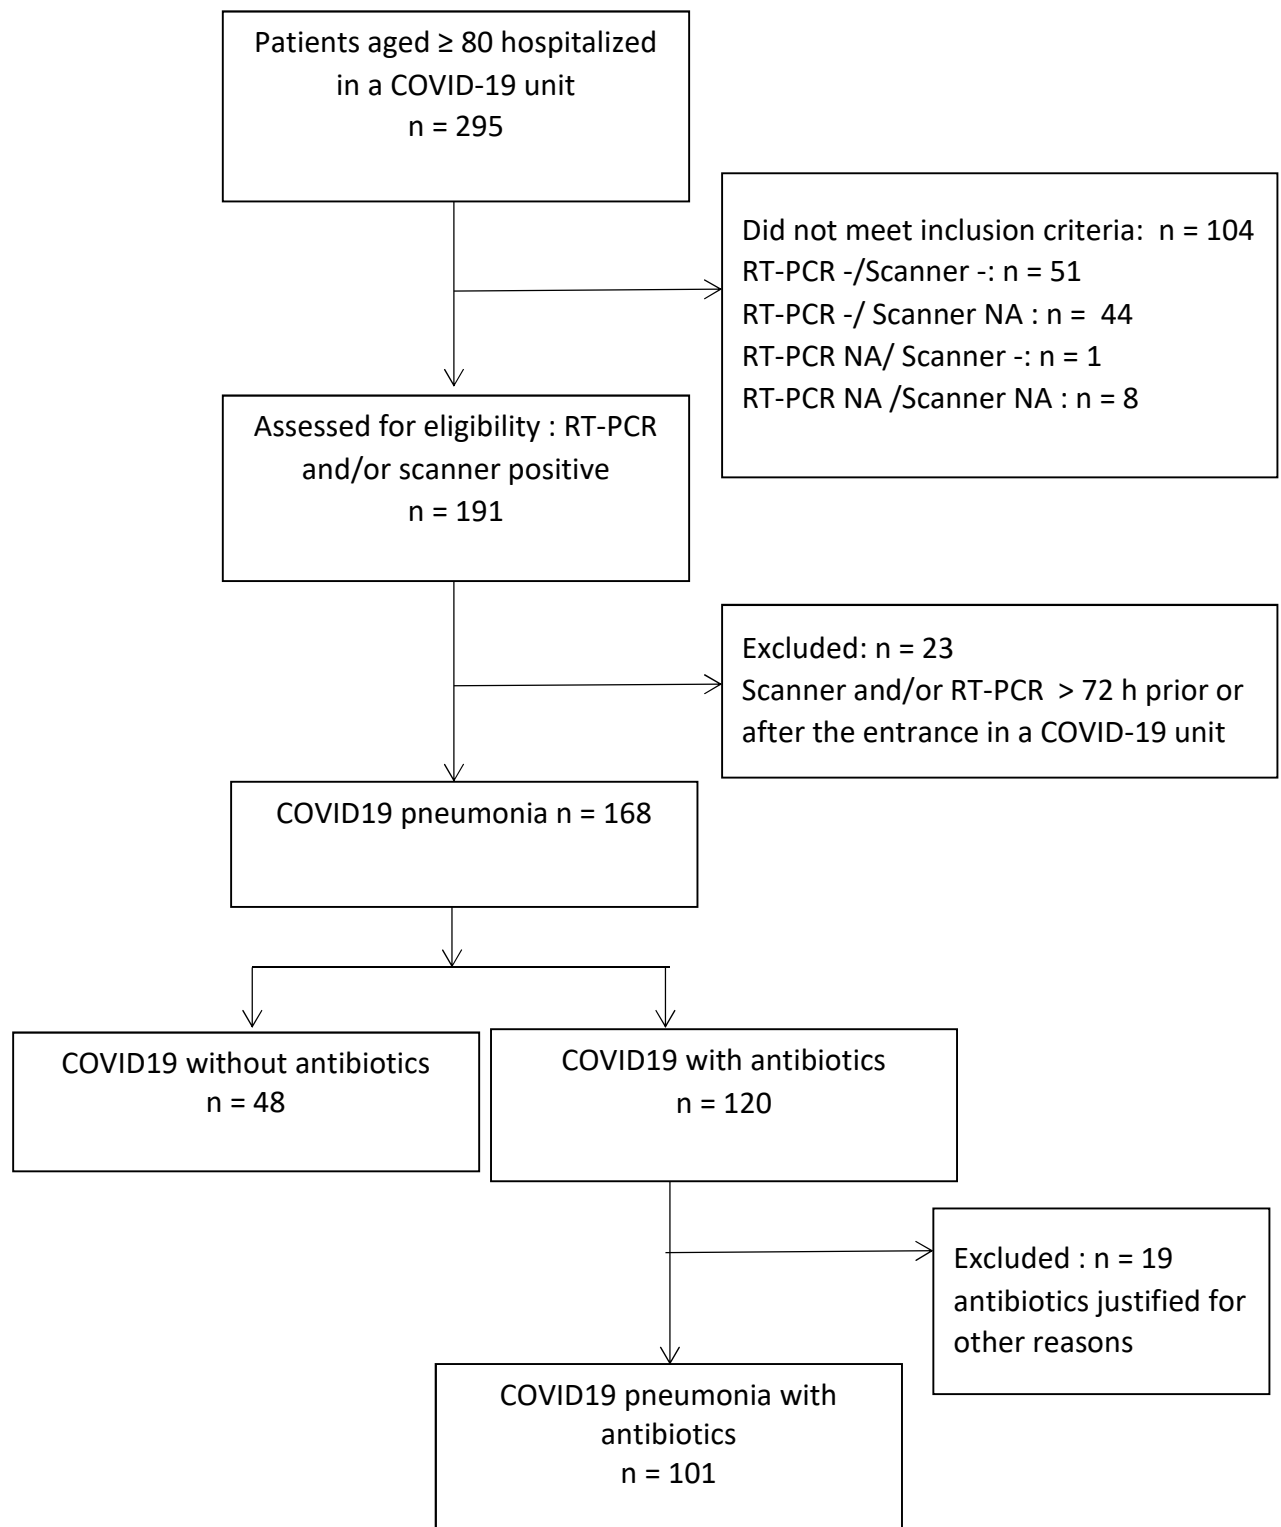 Patients aged ≥ 80 hospitalized
in a COVID-19 unit
n = 295
Did not meet inclusion criteria:  n = 104
RT-PCR -/Scanner -: n = 51
RT-PCR -/ Scanner NA : n =  44
RT-PCR NA/ Scanner -: n = 1
RT-PCR NA /Scanner NA : n = 8
Assessed for eligibility : RT-PCR
and/or scanner positive
n = 191
Excluded: n = 23
Scanner and/or RT-PCR  > 72 h prior or
after the entrance in a COVID-19 unit
COVID19 pneumonia n = 168
COVID19 without antibiotics
n = 48
COVID19 with antibiotics
n = 120
Excluded : n = 19
antibiotics justified for
other reasons
COVID19 pneumonia with
antibiotics
n = 101